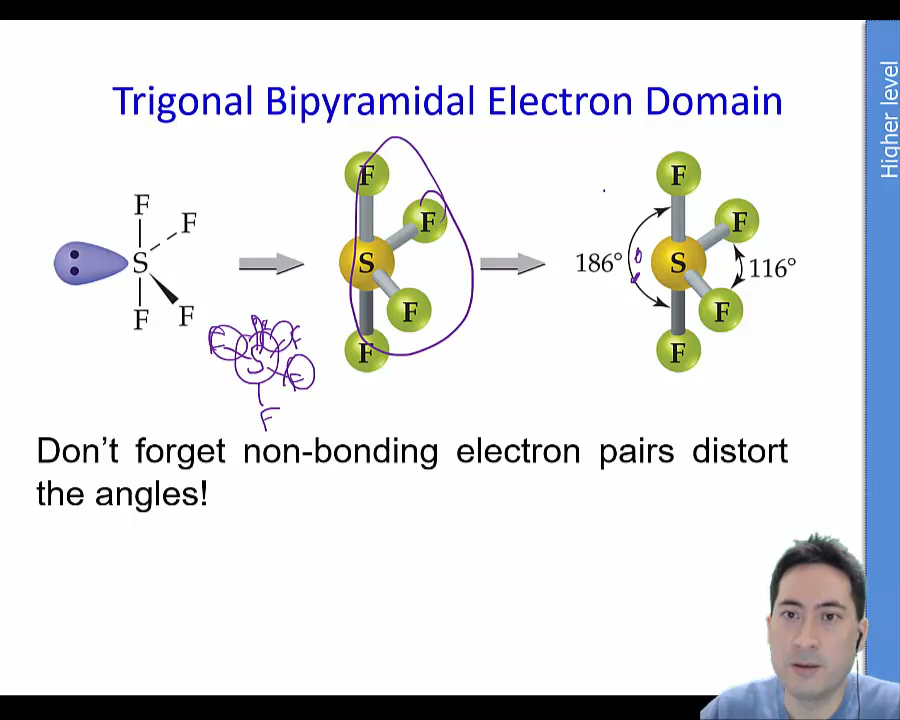 Higher level
Trigonal Bipyramidal Electron Domain
F
F
S
F
F
F
F
S
F
F
F
F
S
F
F
186°
116°
F
F
F
S
F
Don't forget non-bonding electron pairs distort
the angles!